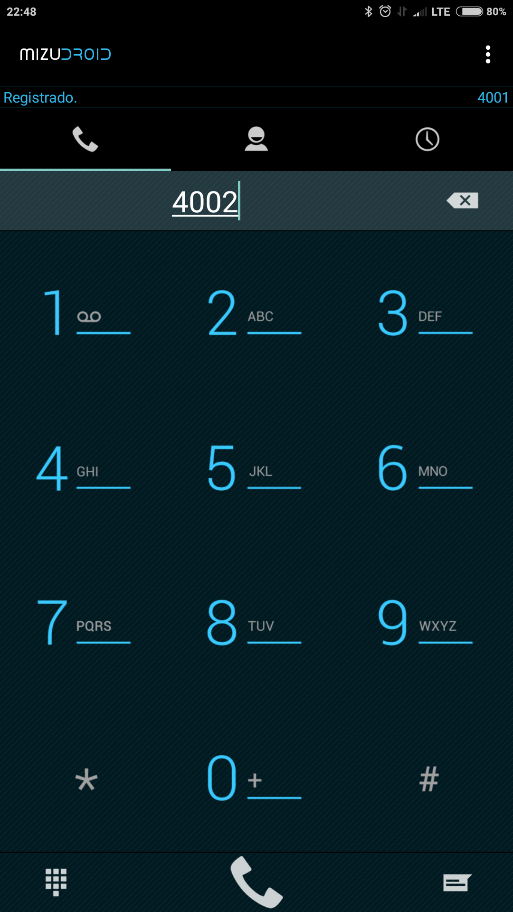 22:48 LTE 80%
MIZUDROID
Registrado. 4001
4002
1 2 ABC 3 DEF
4 GHI 5 JKL 6 MNO
7 PQRS 8 TUV 9 WXYZ
* 0 + #